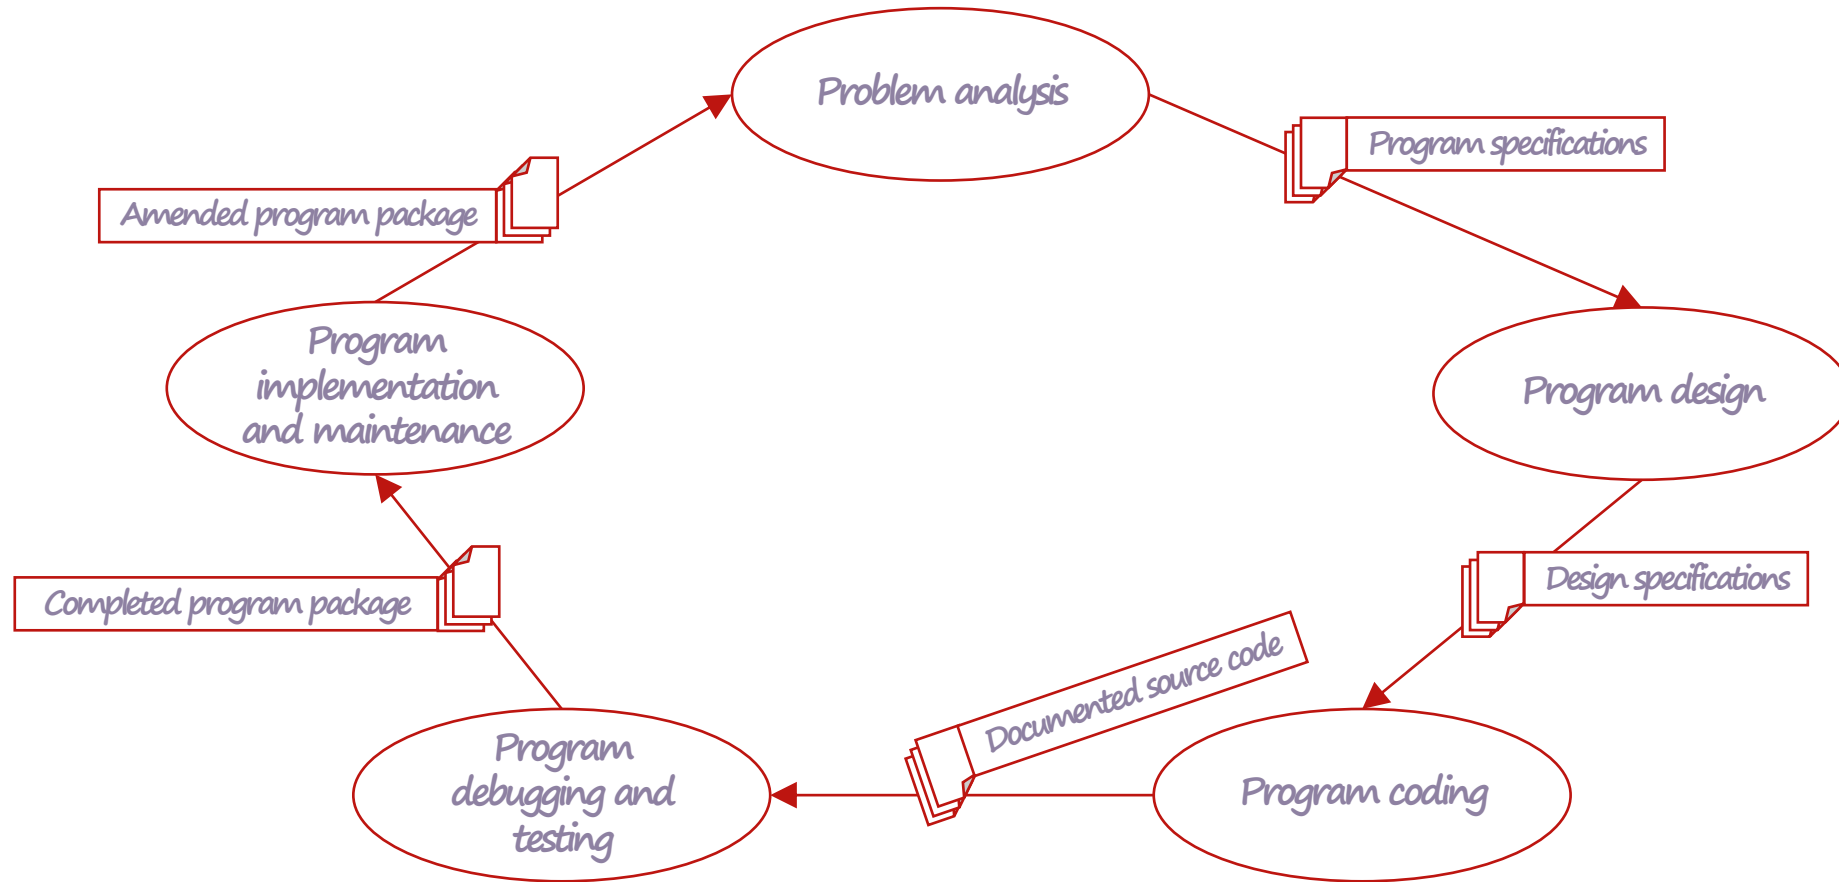 Problem analysis
Program specifications
Amended program package
Program
implementation
and maintenance
Program design
Completed program package
Design specifications
Documented source code
Program
debugging and
testing
Program coding